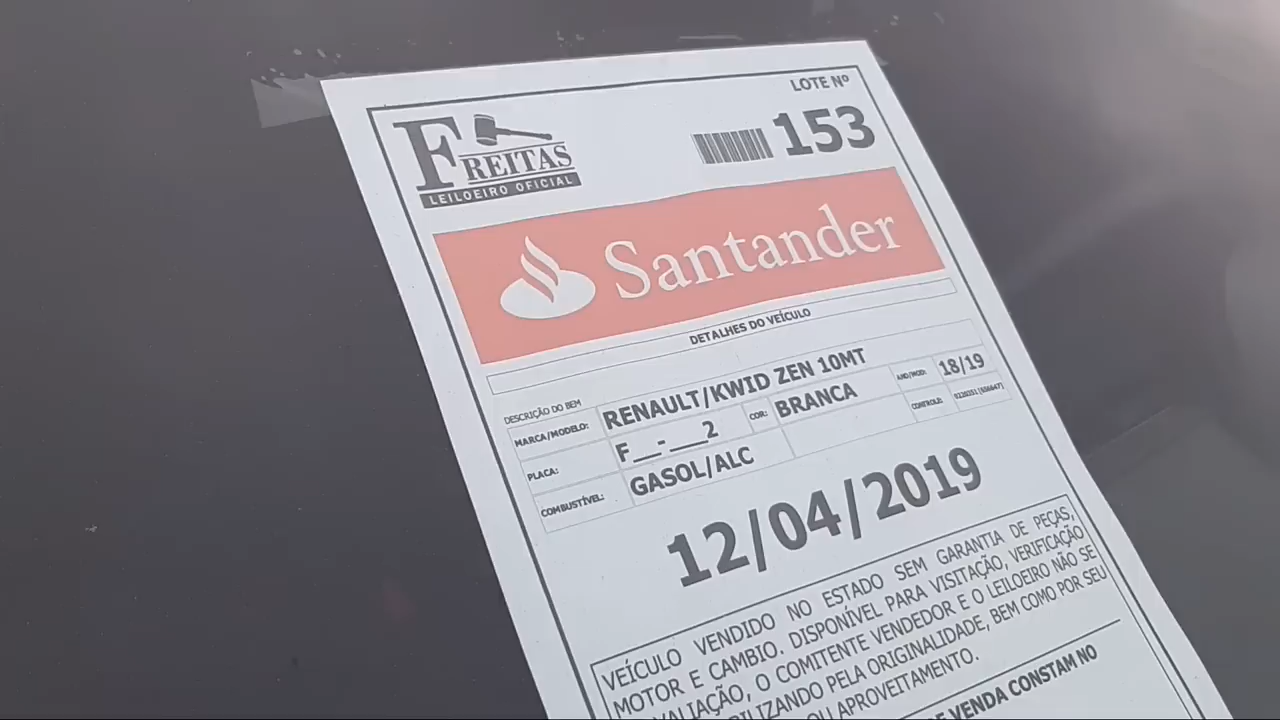 LOTE Nº
153
FREITAS
LEILOEIRO OFICIAL
Santander
DETALHES DO VEÍCULO
DESCRIÇÃO DO BEM
MARCA/MODELO: RENAULT/KWID ZEN 10MT
ANO/MOD: 18/19
PLACA: F__-___2 COR: BRANCA
CONTROLE:
COMBUSTÍVEL: GASOL/ALC
12/04/2019
VEÍCULO VENDIDO NO ESTADO SEM GARANTIA DE PEÇAS,
MOTOR E CAMBIO. DISPONÍVEL PARA VISITAÇÃO, VERIFICAÇÃO
VALIAÇÃO, O COMITENTE VENDEDOR E O LEILOEIRO NÃO SE
BILIZANDO PELA ORIGINALIDADE, BEM COMO POR SEU
OU APROVEITAMENTO.
DE VENDA CONSTAM NO